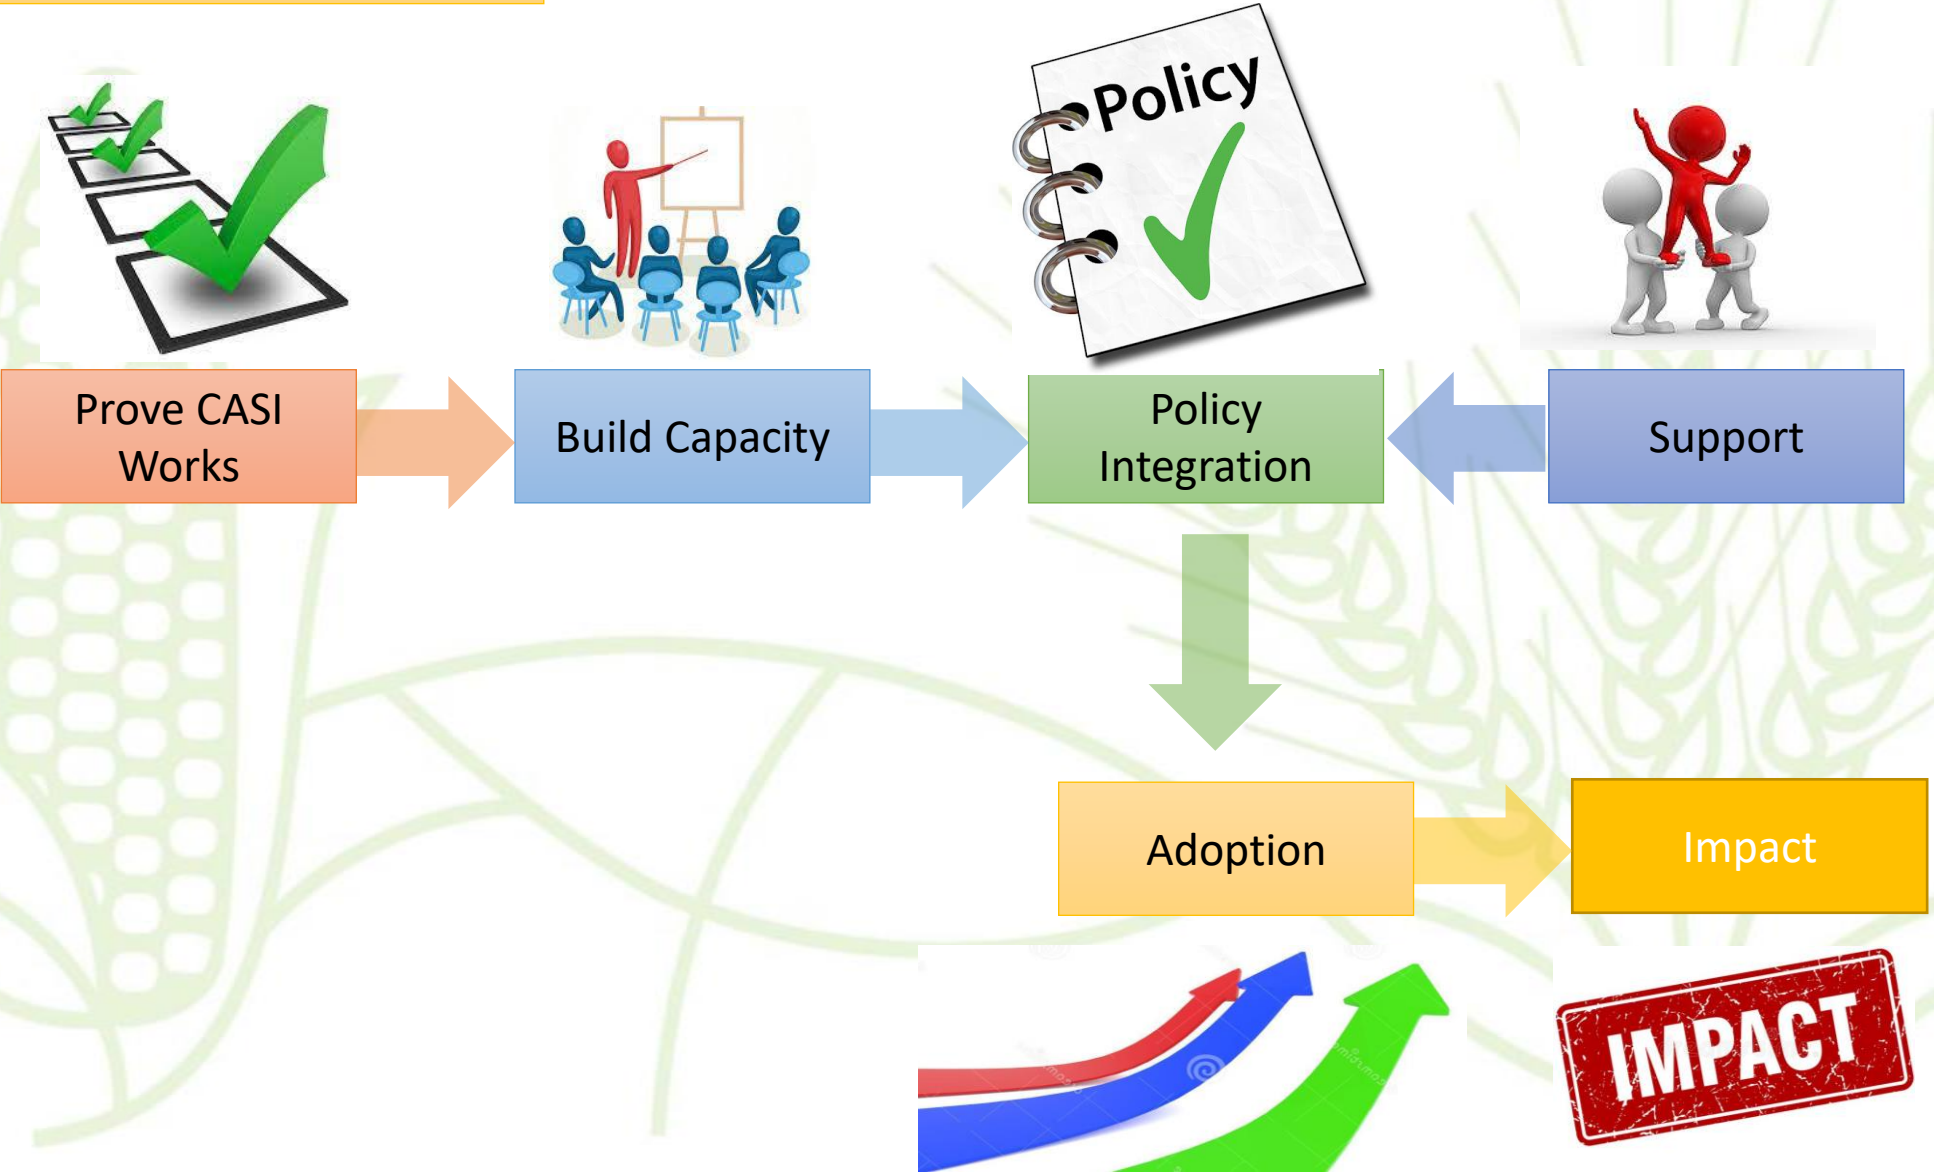 Policy
Prove CASI
Works
Build Capacity
Policy
Integration
Support
Adoption
Impact
IMPACT